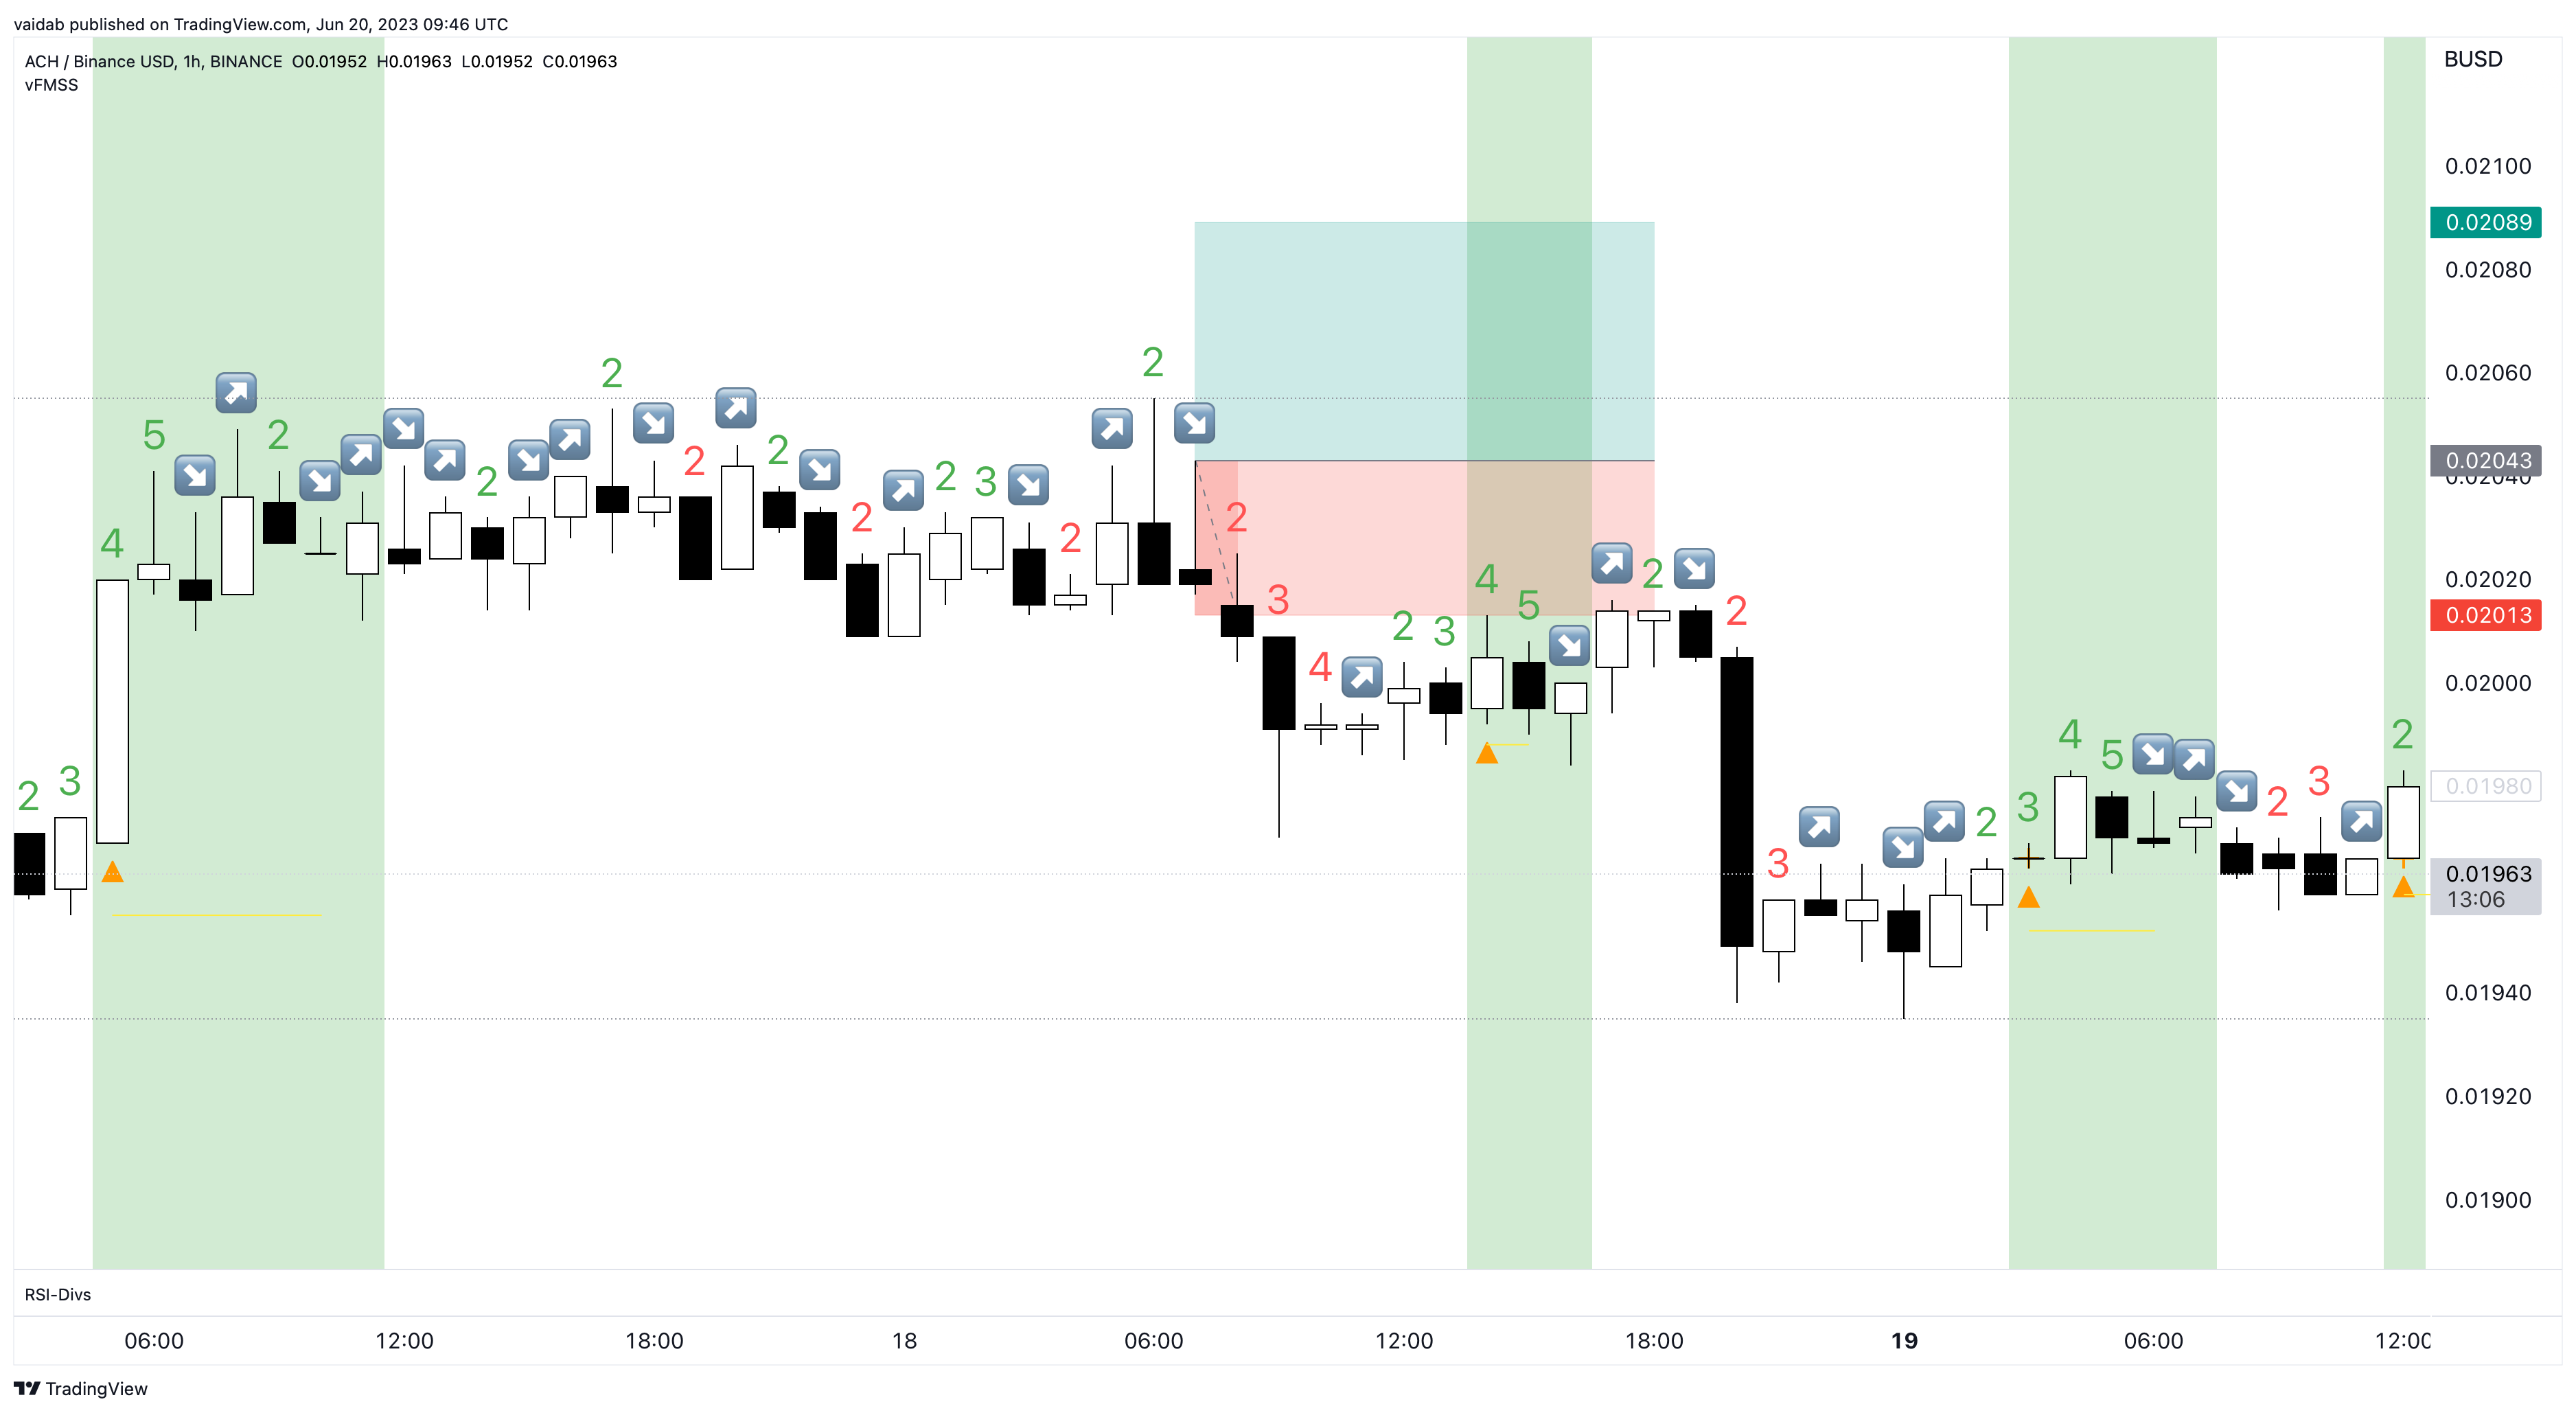 vaidab published on TradingView.com, Jun 20, 2023 09:46 UTC
ACH / Binance USD, 1h, BINANCE O0.01952 H0.01963 L0.01952 C0.01963
vFMSS
BUSD
0.02100
0.02089
0.02080
0.02060
0.02043
0.02040
0.02020
0.02013
0.02000
0.01980
0.01963
13:06
0.01940
0.01920
0.01900
2 3 4 5 2 2 2 2 2 2 2 3 2 2 2 3 4 2 3 4 5 2 2 3 2 3 4 5 2 3 2
RSI-Divs
06:00 12:00 18:00 18 06:00 12:00 18:00 19 06:00 12:00
TradingView